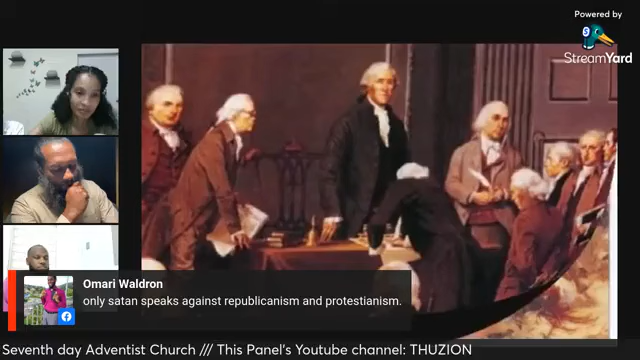 Powered by
StreamYard
Omari Waldron
only satan speaks against republicanism and protestianism.
Seventh day Adventist Church /// This Panel's Youtube channel: THUZION